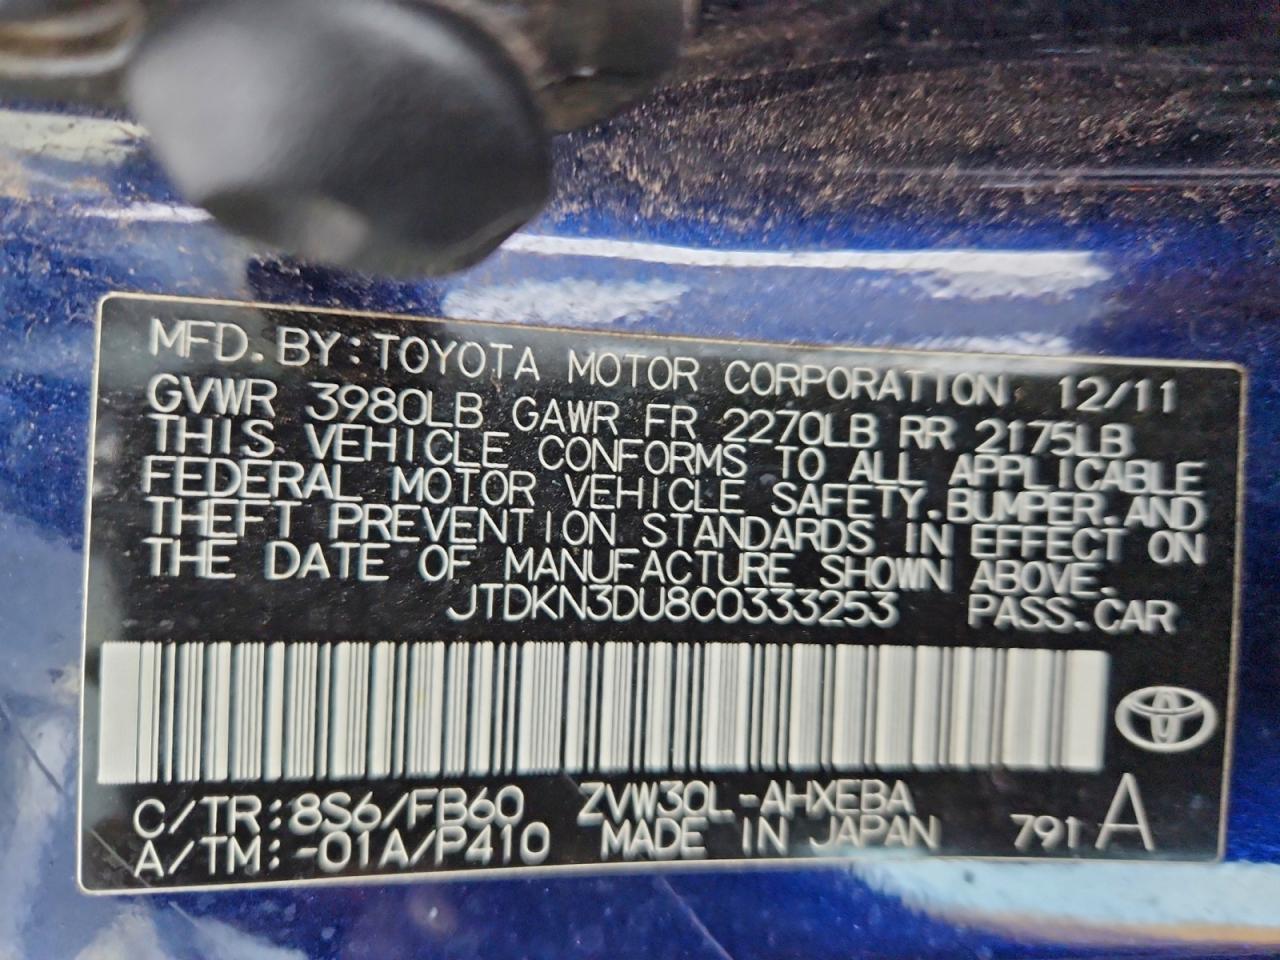 MFD. BY: TOYOTA MOTOR CORPORATION 12/11
GVWR 3980LB GAWR FR 2270LB RR 2175LB
THIS VEHICLE CONFORMS TO ALL APPLICABLE
FEDERAL MOTOR VEHICLE SAFETY, BUMPER, AND
THEFT PREVENTION STANDARDS IN EFFECT ON
THE DATE OF MANUFACTURE SHOWN ABOVE.
JTDKN3DU8C0333253 PASS. CAR
C/TR: 8S6/FB60 ZVW30L-AHXEBA
A/TM: -01A/P410 MADE IN JAPAN 791 A